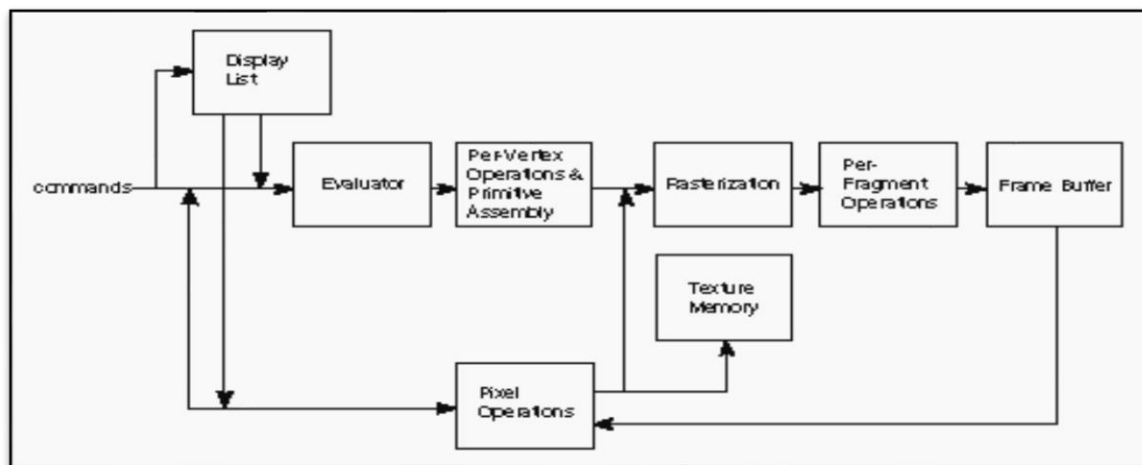 Display
List
commands
Evaluator
Per-Vertex
Operations &
Primitive
Assembly
Rasterization
Per-
Fragment
Operations
Frame Buffer
Texture
Memory
Pixel
Operations